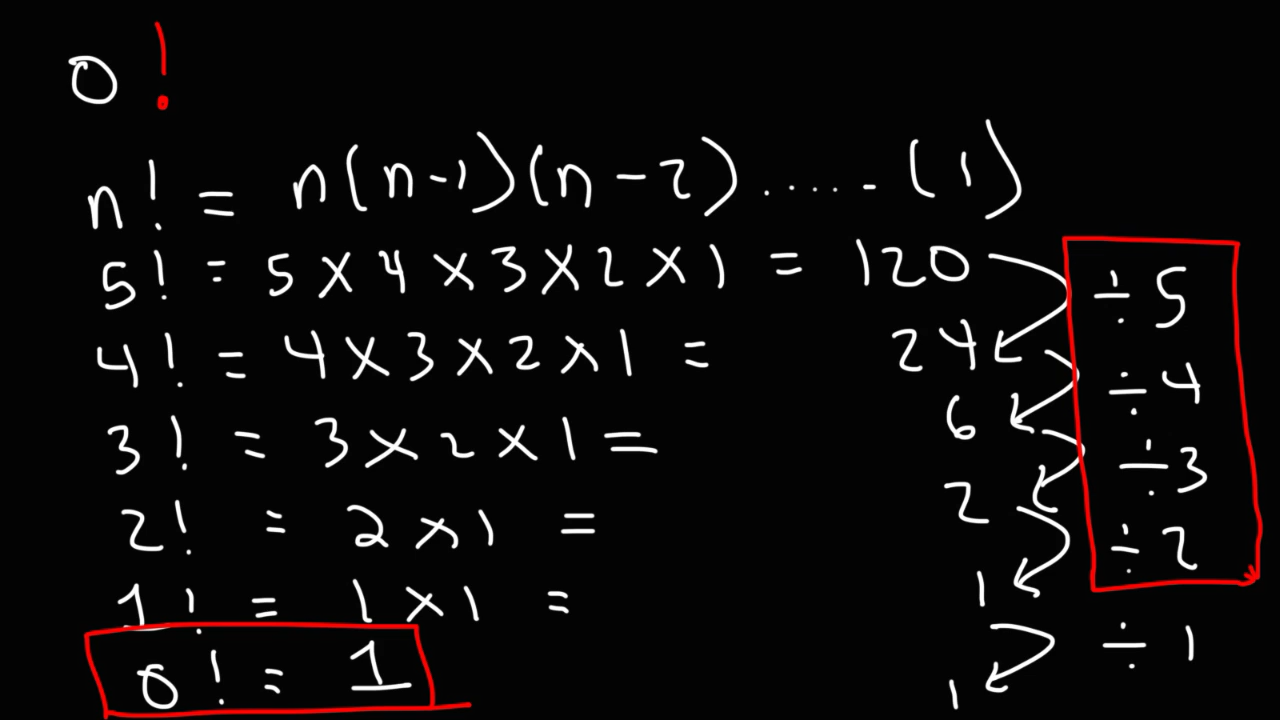 0!
n! = n(n-1)(n-2).....(1)
5! = 5 x 4 x 3 x 2 x 1 = 120 ÷5
4! = 4 x 3 x 2 x 1 = 24 ÷4
3! = 3 x 2 x 1 = 6 ÷3
2! = 2 x 1 = 2 ÷2
1! = 1 x 1 = 1 ÷1
0! = 1 1